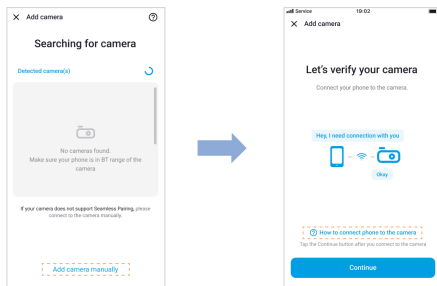 Add camera
Searching for camera
Detected camera(s)
No cameras found.
Make sure your phone is in BT range of the
camera
If your camera does not support Seamless Pairing, please
connect to the camera manually.
Add camera manually
Service 19:02
Add camera
Let's verify your camera
Connect your phone to the camera.
Hey, I need connection with you
Okay
How to connect phone to the camera
Tap the Continue button after you connect to the camera
Continue